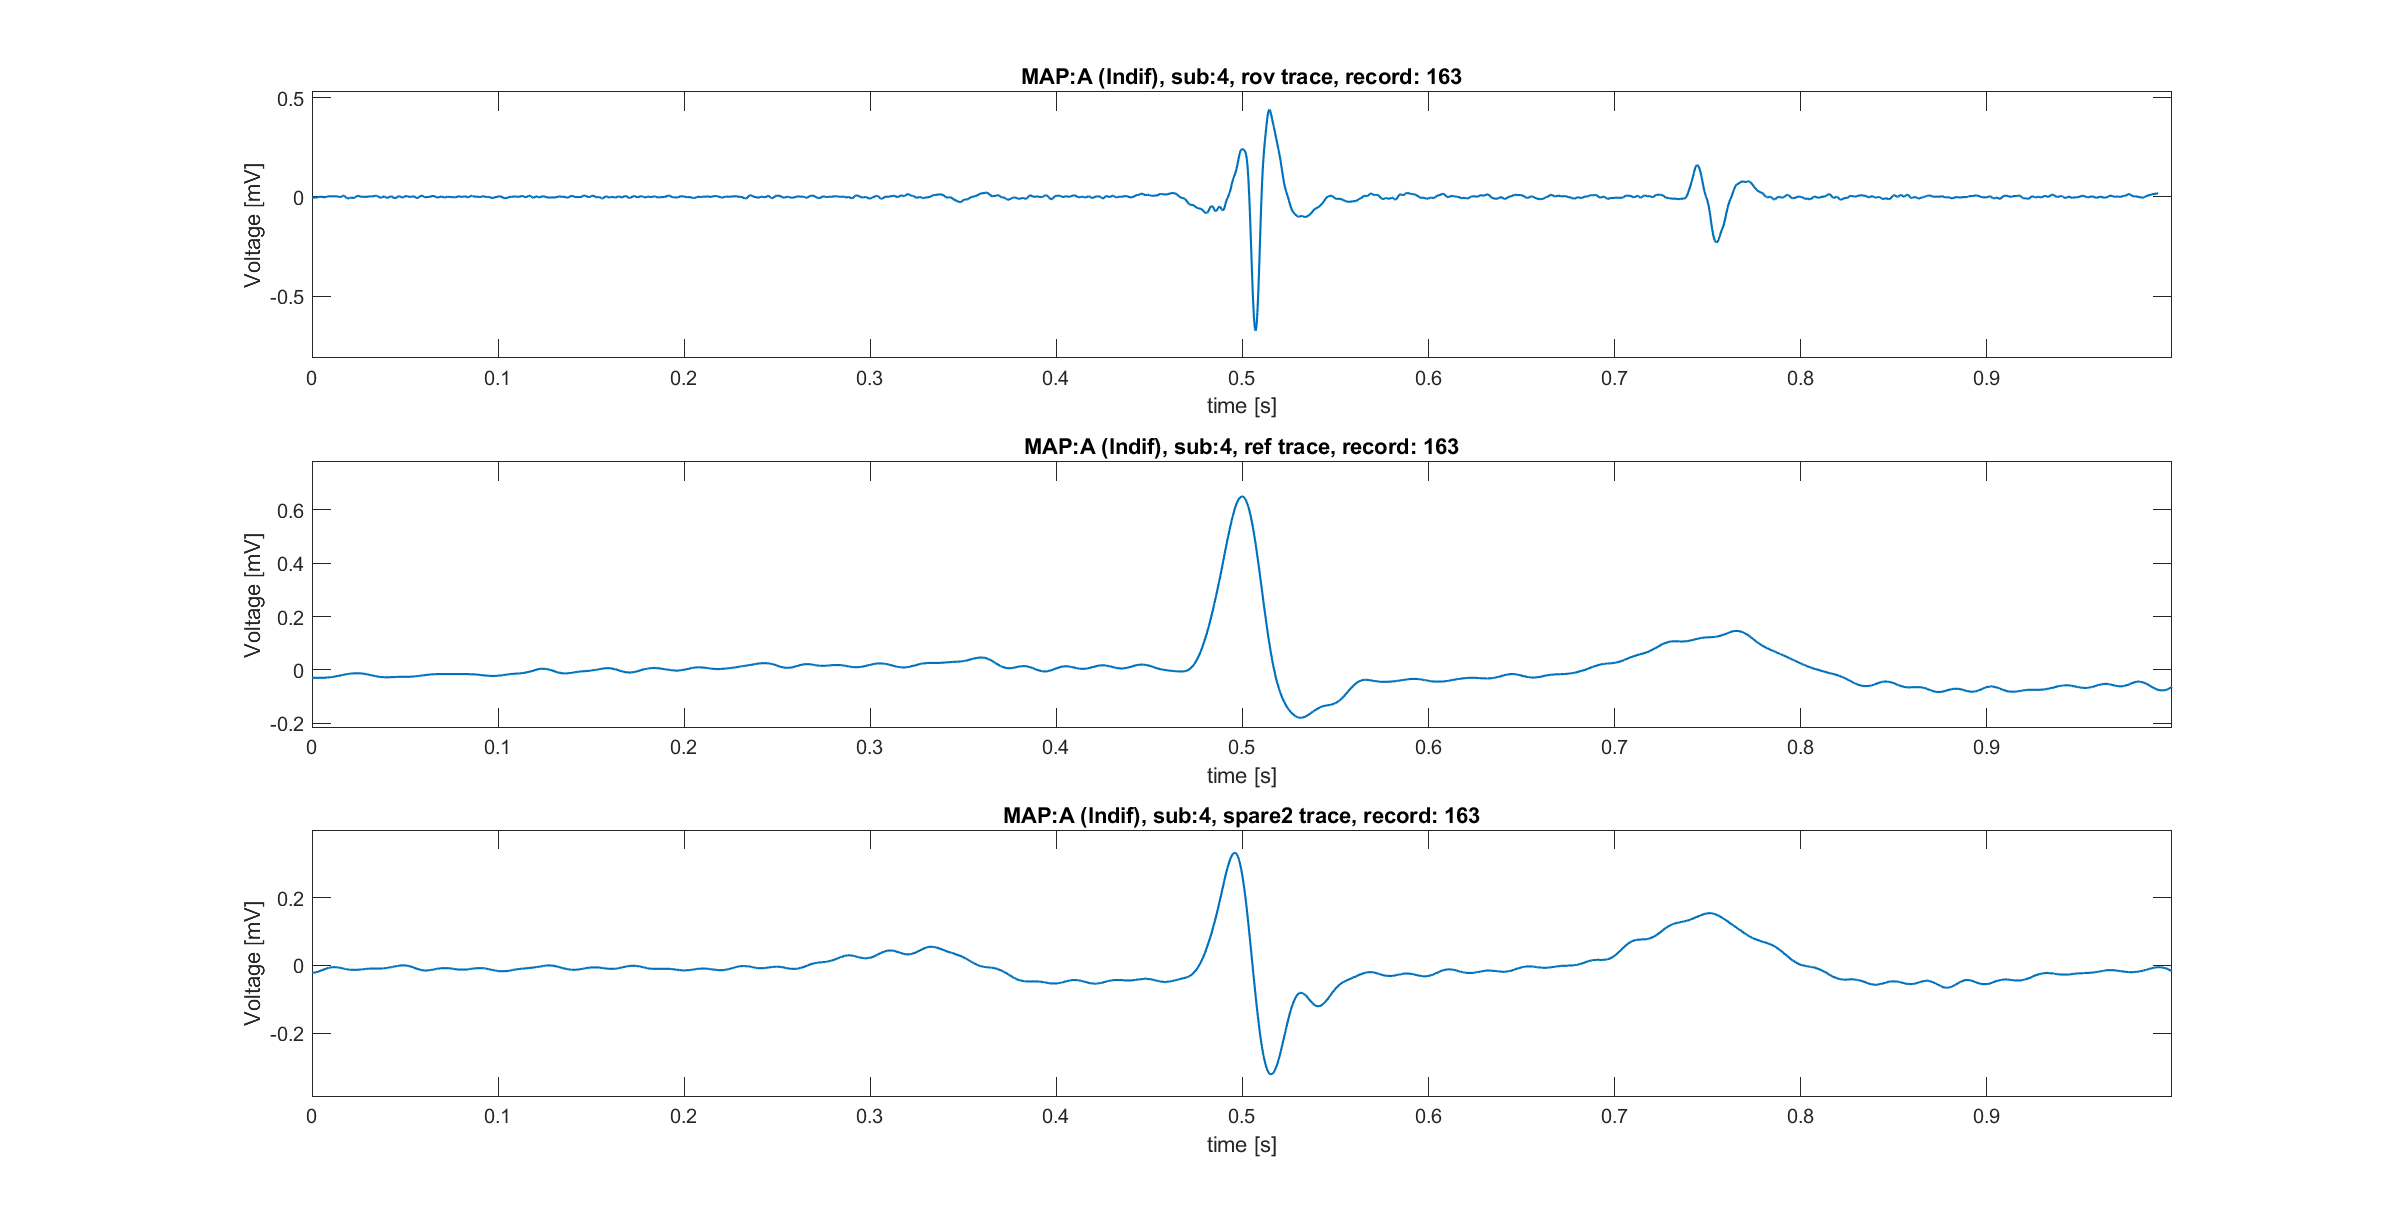 MAP:A (Indif), sub:4, rov trace, record: 163
0.5
0
-0.5
Voltage [mV]
0 0.1 0.2 0.3 0.4 0.5 0.6 0.7 0.8 0.9
time [s]
MAP:A (Indif), sub:4, ref trace, record: 163
0.6
0.4
0.2
0
-0.2
Voltage [mV]
0 0.1 0.2 0.3 0.4 0.5 0.6 0.7 0.8 0.9
time [s]
MAP:A (Indif), sub:4, spare2 trace, record: 163
0.2
0
-0.2
Voltage [mV]
0 0.1 0.2 0.3 0.4 0.5 0.6 0.7 0.8 0.9
time [s]